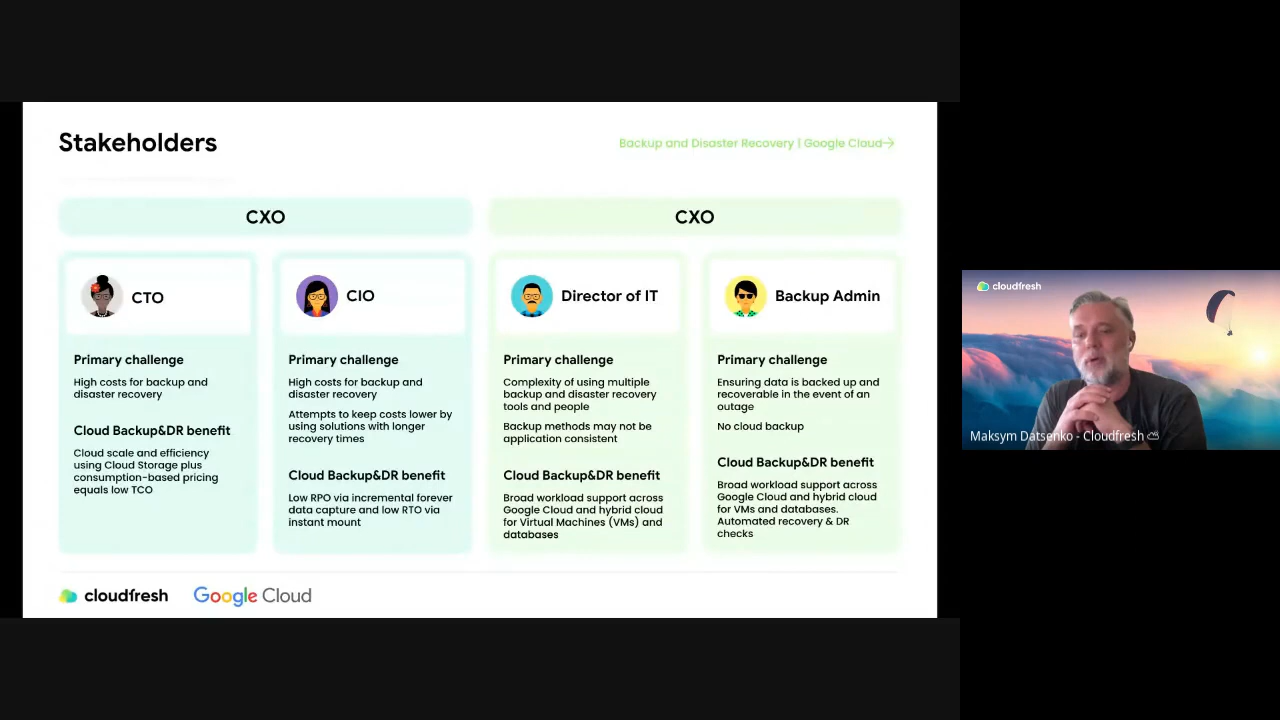 Stakeholders
Backup and Disaster Recovery | Google Cloud→
CXO
CXO
CTO
Primary challenge
High costs for backup and
disaster recovery
Cloud Backup&DR benefit
Cloud scale and efficiency
using Cloud Storage plus
consumption-based pricing
equals low TCO
CIO
Primary challenge
High costs for backup and
disaster recovery
Attempts to keep costs lower by
using solutions with longer
recovery times
Cloud Backup&DR benefit
Low RPO via incremental forever
data capture and low RTO via
instant mount
Director of IT
Primary challenge
Complexity of using multiple
backup and disaster recovery
tools and people
Backup methods may not be
application consistent
Cloud Backup&DR benefit
Broad workload support across
Google Cloud and hybrid cloud
for Virtual Machines (VMs) and
databases
Backup Admin
Primary challenge
Ensuring data is backed up and
recoverable in the event of an
outage
No cloud backup
Cloud Backup&DR benefit
Broad workload support across
Google Cloud and hybrid cloud
for VMs and databases.
Automated recovery & DR
checks
cloudfresh
Google Cloud
cloudfresh
Maksym Datsenko - Cloudfresh